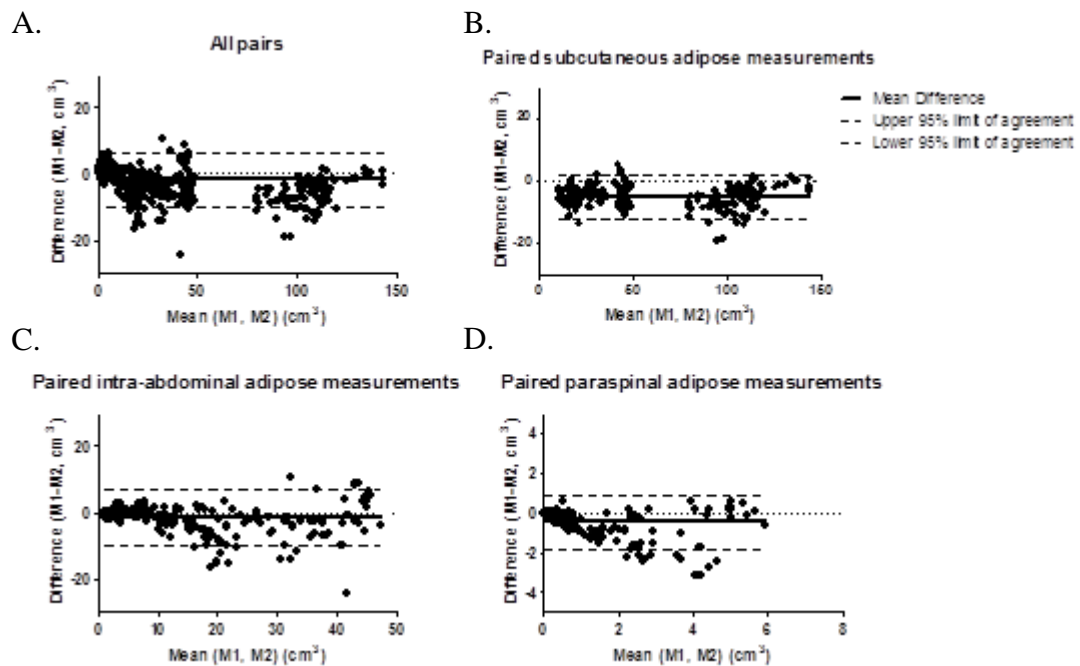 A.
All pairs
Difference (M1-M2, cm³)
20
0
-20
0
50
100
150
Mean (M1, M2) (cm³)
B.
Paired subcutaneous adipose measurements
Difference (M1-M2, cm³)
20
0
-20
0
50
100
150
Mean (M1, M2) (cm³)
Mean Difference
Upper 95% limit of agreement
Lower 95% limit of agreement
C.
Paired intra-abdominal adipose measurements
Difference (M1-M2, cm³)
20
0
-20
0
10
20
30
40
50
Mean (M1, M2) (cm³)
D.
Paired paraspinal adipose measurements
Difference (M1-M2, cm³)
4
2
0
-2
-4
0
2
4
6
8
Mean (M1, M2) (cm³)